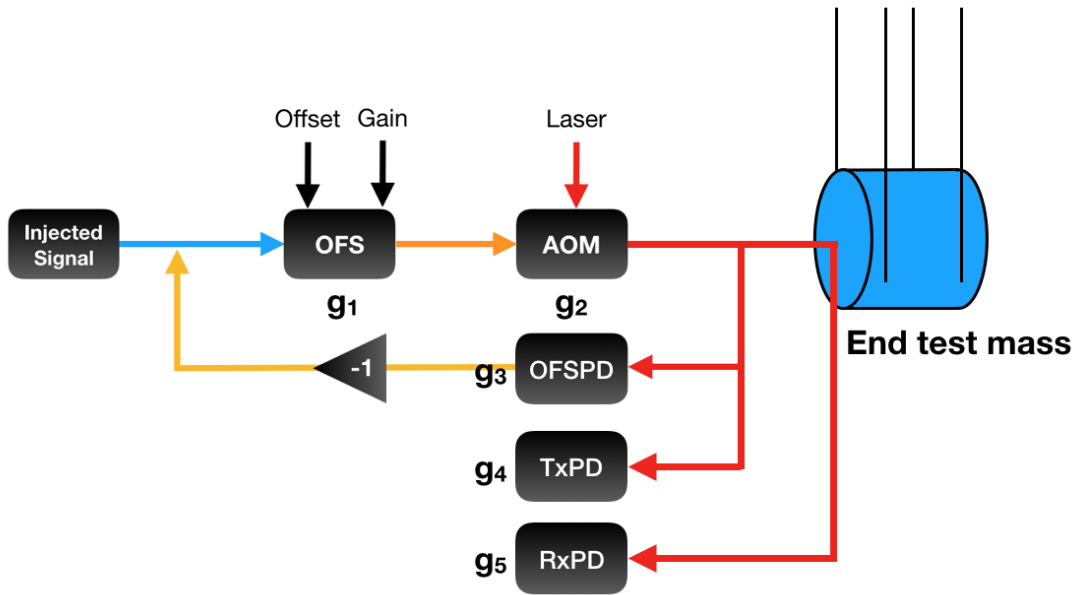 Offset Gain
Laser
Injected
Signal
OFS
AOM
g₁
g₂
End test mass
-1
g₃
OFSPD
g₄
TxPD
g₅
RxPD